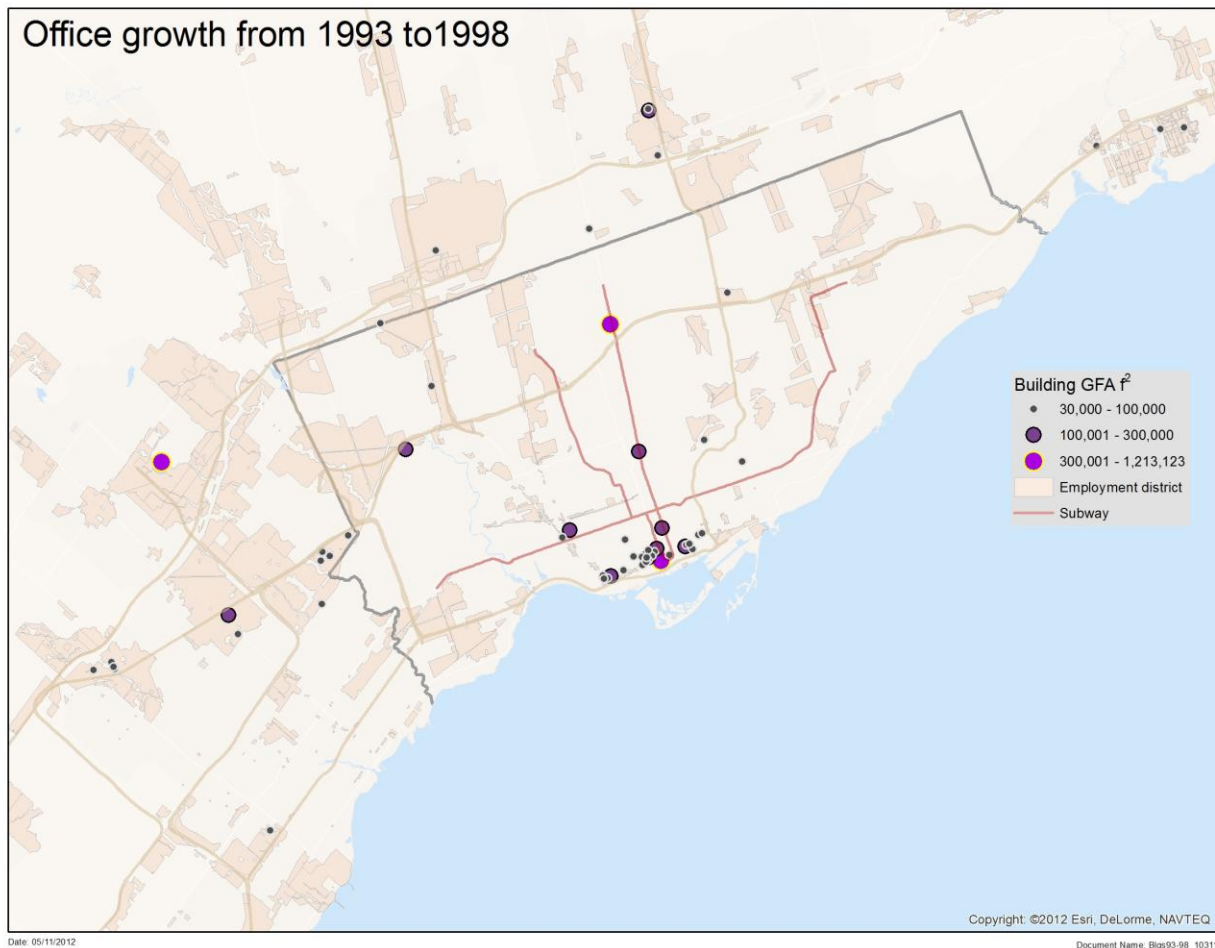 Office growth from 1993 to1998
Building GFA f²
30,000 - 100,000
100,001 - 300,000
300,001 - 1,213,123
Employment district
Subway
Copyright: ©2012 Esri, DeLorme, NAVTEQ
Date: 05/11/2012
Document Name: Blgs93-98_1031